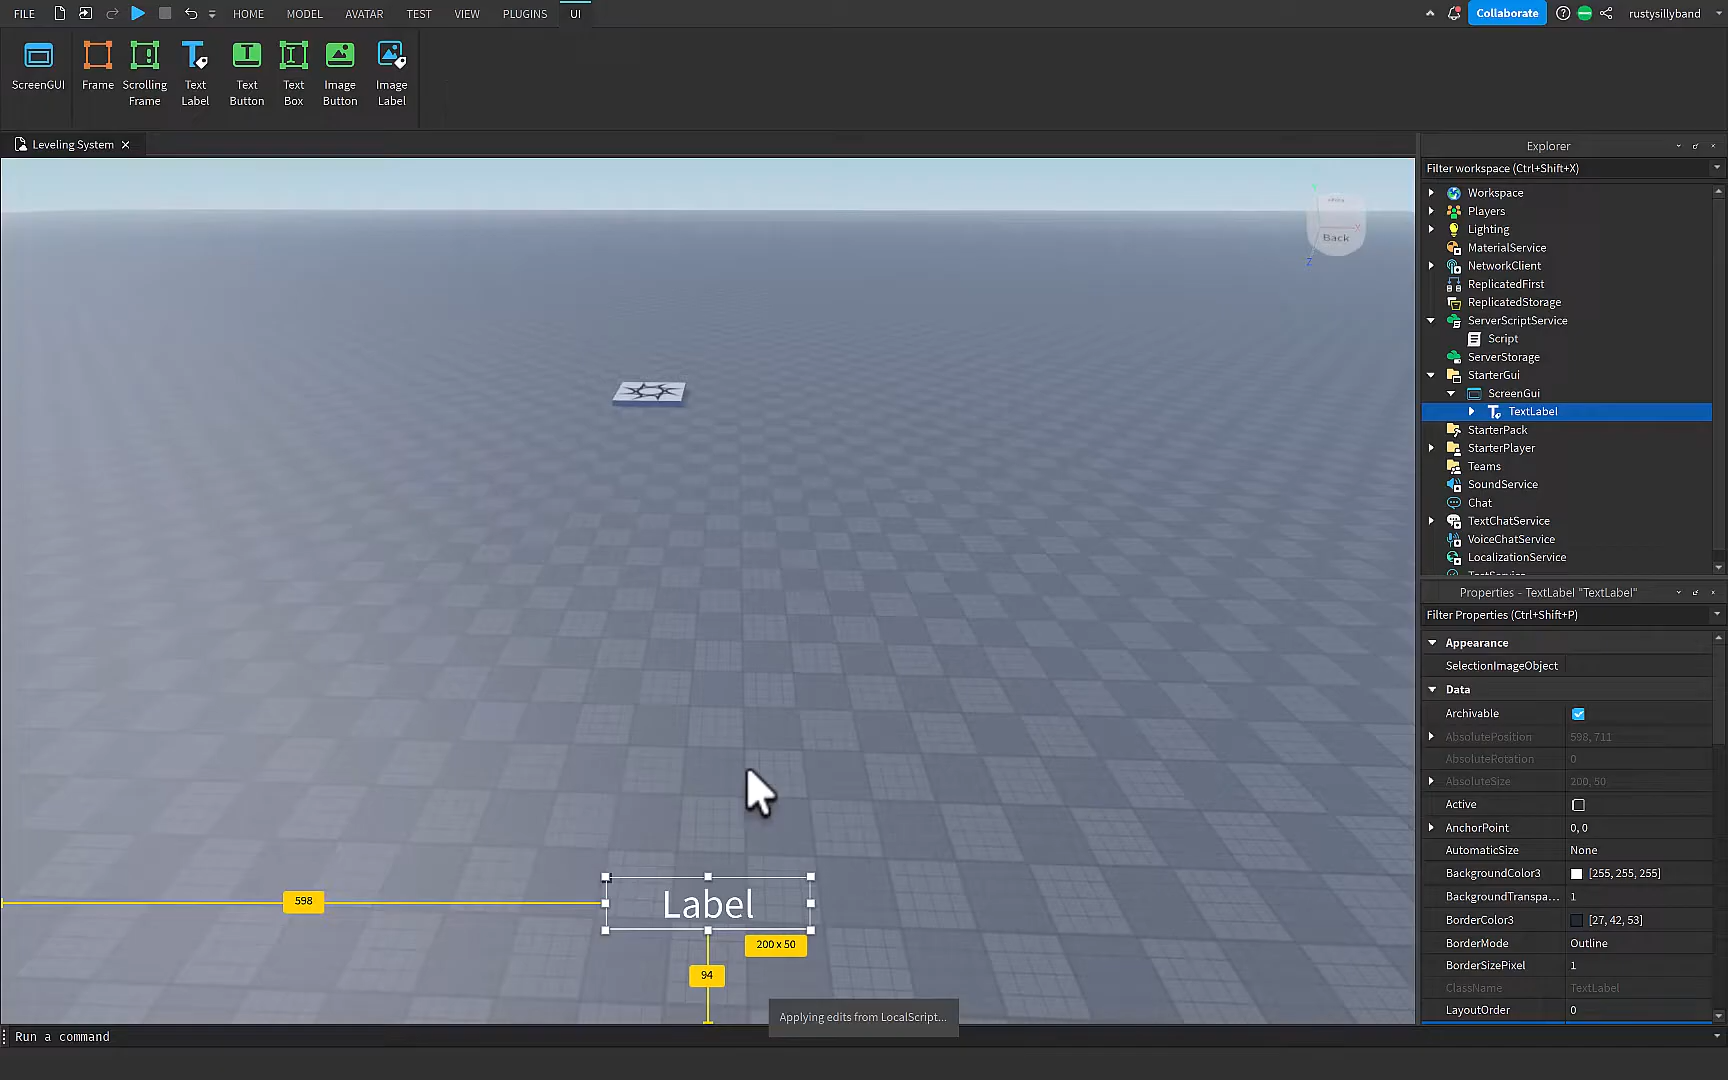 FILE HOME MODEL AVATAR TEST VIEW PLUGINS UI Collaborate rustysillyband
ScreenGUI Frame Scrolling Frame Text Label Text Button Text Box Image Button Image Label
Leveling System
Explorer
Filter workspace (Ctrl+Shift+X)
Workspace
Players
Lighting
MaterialService
NetworkClient
ReplicatedFirst
ReplicatedStorage
ServerScriptService
Script
ServerStorage
StarterGui
ScreenGui
TextLabel
StarterPack
StarterPlayer
Teams
SoundService
Chat
TextChatService
VoiceChatService
LocalizationService
Back
Y
X
Z
Properties - TextLabel "TextLabel"
Filter Properties (Ctrl+Shift+P)
Appearance
SelectionImageObject
Data
Archivable
AbsolutePosition 598, 711
AbsoluteRotation 0
AbsoluteSize 200, 50
Active
AnchorPoint 0, 0
AutomaticSize None
BackgroundColor3 [255, 255, 255]
BackgroundTranspa... 1
BorderColor3 [27, 42, 53]
BorderMode Outline
BorderSizePixel 1
ClassName TextLabel
LayoutOrder 0
598
Label
200 x 50
94
Applying edits from LocalScript...
Run a command